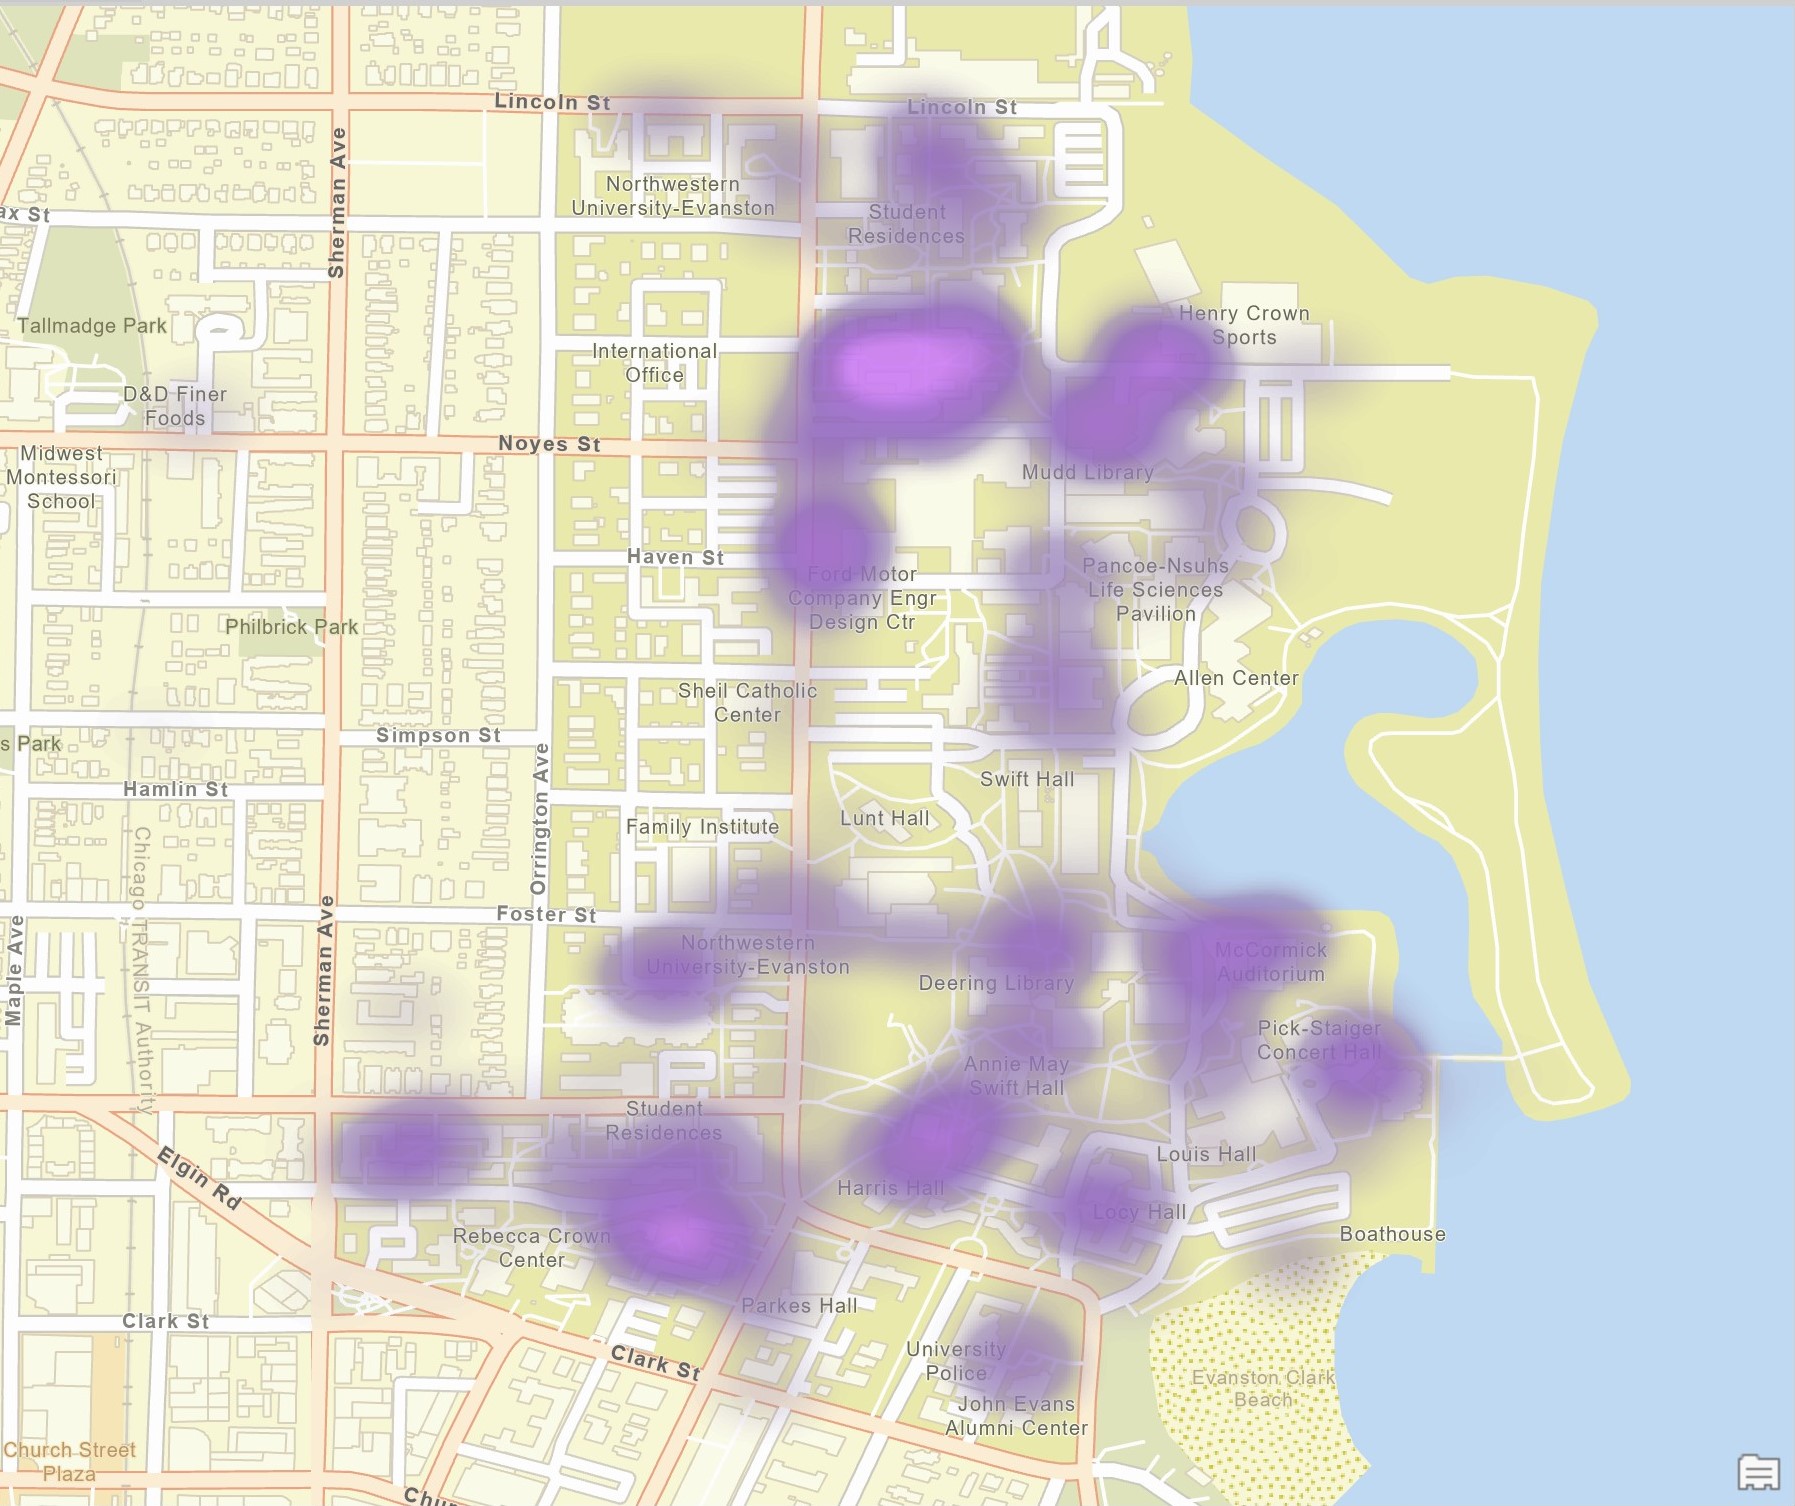 Lincoln St
Lincoln St
Sherman Ave
Northwestern
University-Evanston
Student
Residences
ax St
Tallmadge Park
Henry Crown
Sports
International
Office
D&D Finer
Foods
Noyes St
Midwest
Montessori
School
Mudd Library
Haven St
Ford Motor
Company Engr
Design Ctr
Pancoe-Nsuhs
Life Sciences
Pavilion
Philbrick Park
Allen Center
Sheil Catholic
Center
Simpson St
s Park
Swift Hall
Hamlin St
Orrington Ave
Family Institute
Lunt Hall
Chicago TRANSIT Authority
Foster St
Maple Ave
Sherman Ave
Northwestern
University-Evanston
Deering Library
McCormick
Auditorium
Pick-Staiger
Concert Hall
Annie May
Swift Hall
Student
Residences
Elgin Rd
Louis Hall
Harris Hall
Locy Hall
Rebecca Crown
Center
Boathouse
Parkes Hall
Clark St
Clark St
University
Police
Evanston Clark
Beach
John Evans
Alumni Center
Church Street
Plaza
Chur